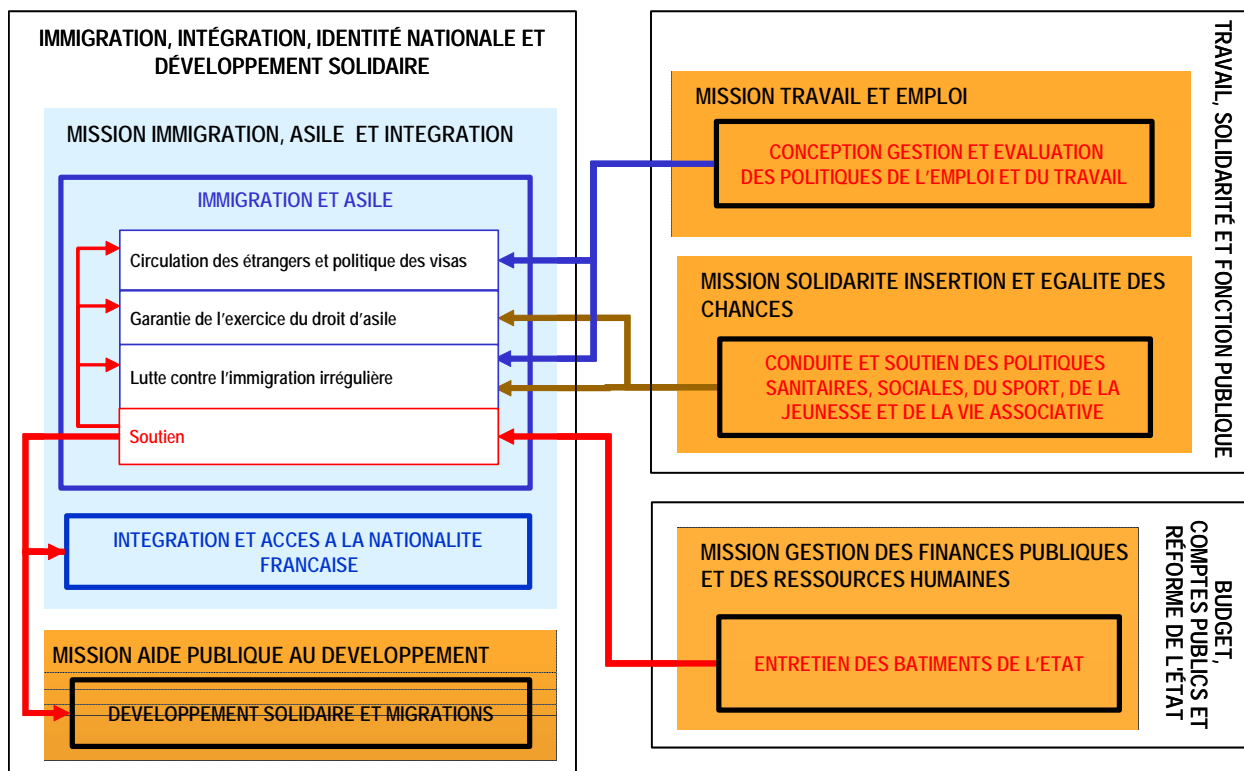 IMMIGRATION, INTÉGRATION, IDENTITÉ NATIONALE ET
DÉVELOPPEMENT SOLIDAIRE
MISSION IMMIGRATION, ASILE ET INTEGRATION
IMMIGRATION ET ASILE
Circulation des étrangers et politique des visas
Garantie de l'exercice du droit d'asile
Lutte contre l'immigration irrégulière
Soutien
INTEGRATION ET ACCES A LA NATIONALITE
FRANCAISE
MISSION AIDE PUBLIQUE AU DEVELOPPEMENT
DEVELOPPEMENT SOLIDAIRE ET MIGRATIONS
TRAVAIL, SOLIDARITÉ ET FONCTION PUBLIQUE
MISSION TRAVAIL ET EMPLOI
CONCEPTION GESTION ET EVALUATION
DES POLITIQUES DE L'EMPLOI ET DU TRAVAIL
MISSION SOLIDARITE INSERTION ET EGALITE DES
CHANCES
CONDUITE ET SOUTIEN DES POLITIQUES
SANITAIRES, SOCIALES, DU SPORT, DE LA
JEUNESSE ET DE LA VIE ASSOCIATIVE
BUDGET,
COMPTES PUBLICS ET
RÉFORME DE L'ÉTAT
MISSION GESTION DES FINANCES PUBLIQUES
ET DES RESSOURCES HUMAINES
ENTRETIEN DES BATIMENTS DE L'ETAT